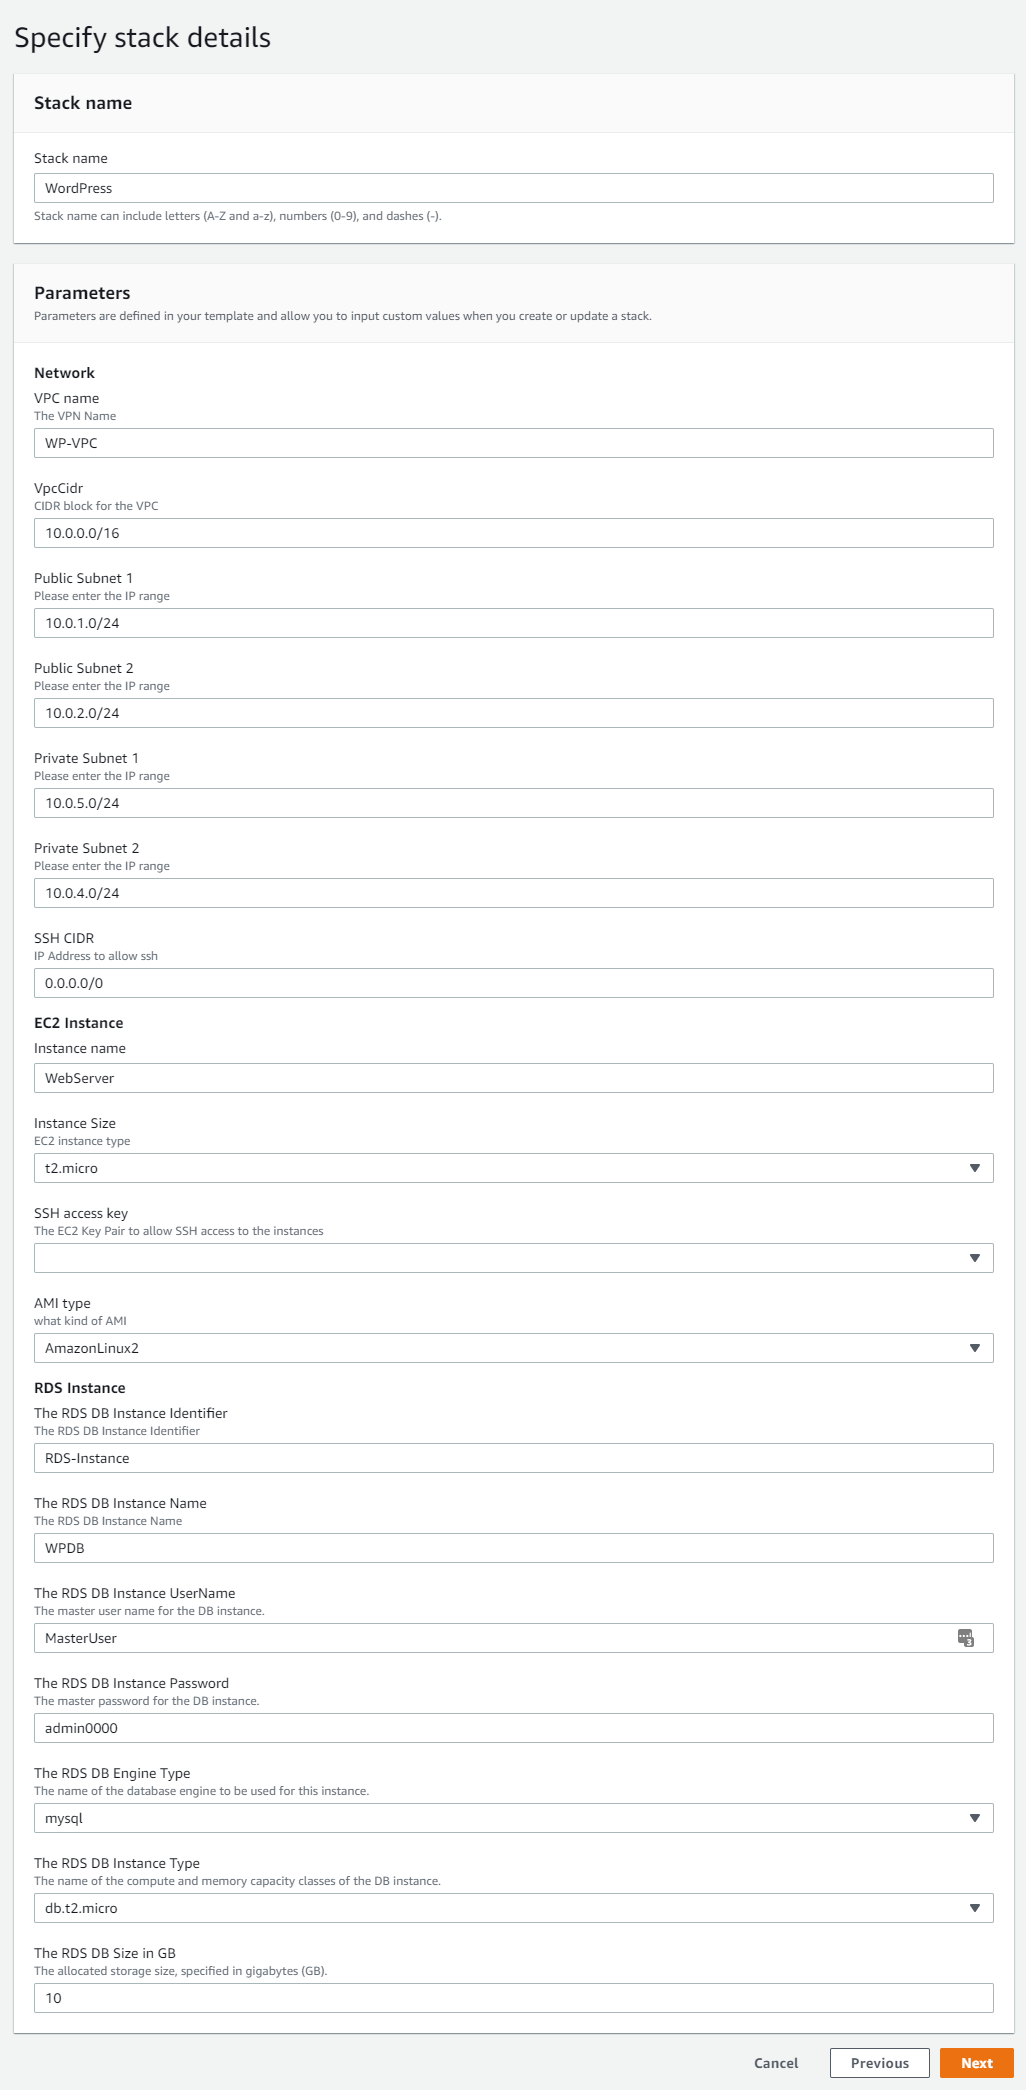 Specify stack details
Stack name
Stack name
WordPress
Stack name can include letters (A-Z and a-z), numbers (0-9), and dashes (-).
Parameters
Parameters are defined in your template and allow you to input custom values when you create or update a stack.
Network
VPC name
The VPN Name
WP-VPC
VpcCidr
CIDR block for the VPC
10.0.0.0/16
Public Subnet 1
Please enter the IP range
10.0.1.0/24
Public Subnet 2
Please enter the IP range
10.0.2.0/24
Private Subnet 1
Please enter the IP range
10.0.5.0/24
Private Subnet 2
Please enter the IP range
10.0.4.0/24
SSH CIDR
IP Address to allow ssh
0.0.0.0/0
EC2 Instance
Instance name
WebServer
Instance Size
EC2 instance type
t2.micro
SSH access key
The EC2 Key Pair to allow SSH access to the instances
AMI type
what kind of AMI
AmazonLinux2
RDS Instance
The RDS DB Instance Identifier
The RDS DB Instance Identifier
RDS-Instance
The RDS DB Instance Name
The RDS DB Instance Name
WPDB
The RDS DB Instance UserName
The master user name for the DB instance.
MasterUser 3
The RDS DB Instance Password
The master password for the DB instance.
admin0000
The RDS DB Engine Type
The name of the database engine to be used for this instance.
mysql
The RDS DB Instance Type
The name of the compute and memory capacity classes of the DB instance.
db.t2.micro
The RDS DB Size in GB
The allocated storage size, specified in gigabytes (GB).
10
Cancel Previous Next